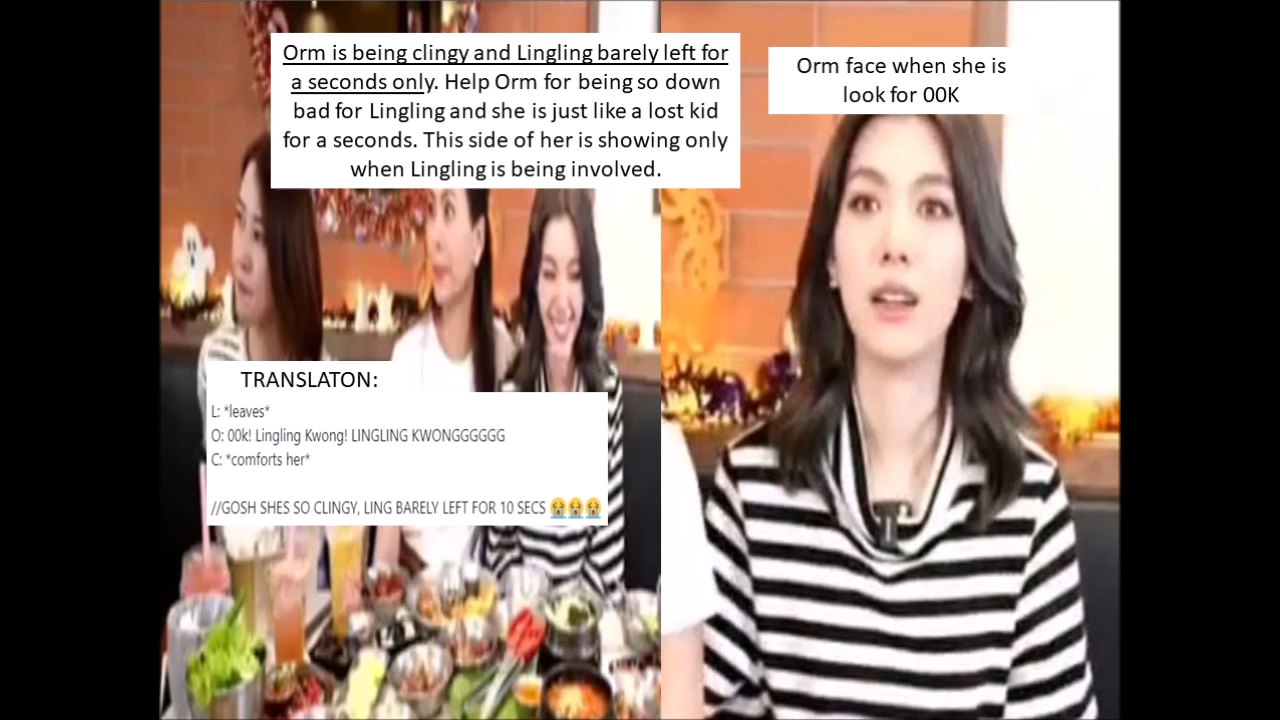 Orm is being clingy and Lingling barely left for
a seconds only. Help Orm for being so down
bad for Lingling and she is just like a lost kid
for a seconds. This side of her is showing only
when Lingling is being involved.
Orm face when she is
look for 00K
TRANSLATON:
L: *leaves*
O: 00k! Lingling Kwong! LINGLING KWONGGGGGG
C: *comforts her*
//GOSH SHES SO CLINGY, LING BARELY LEFT FOR 10 SECS 😭😭😭